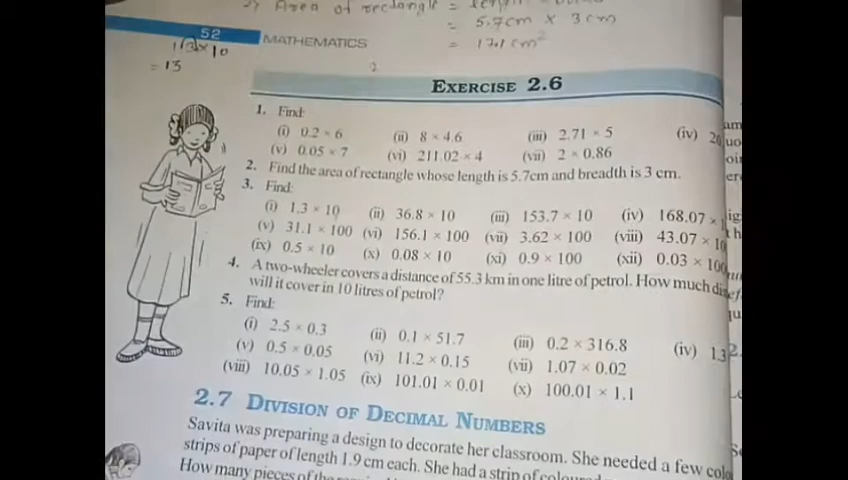 2) Area of rectangle =
= 5.7cm × 3cm
= 17.1 cm²
52
MATHEMATICS
1.3 × 10
= 13
EXERCISE 2.6
1. Find:
(i) 0.2 × 6 (ii) 8 × 4.6 (iii) 2.71 × 5 (iv) 20
(v) 0.05 × 7 (vi) 211.02 × 4 (vii) 2 × 0.86
2. Find the area of rectangle whose length is 5.7cm and breadth is 3 cm.
3. Find:
(i) 1.3 × 10 (ii) 36.8 × 10 (iii) 153.7 × 10 (iv) 168.07 ×
(v) 31.1 × 100 (vi) 156.1 × 100 (vii) 3.62 × 100 (viii) 43.07 × 10
(ix) 0.5 × 10 (x) 0.08 × 10 (xi) 0.9 × 100 (xii) 0.03 × 100
4. A two-wheeler covers a distance of 55.3 km in one litre of petrol. How much
will it cover in 10 litres of petrol?
5. Find:
(i) 2.5 × 0.3 (ii) 0.1 × 51.7 (iii) 0.2 × 316.8 (iv) 1.3
(v) 0.5 × 0.05 (vi) 11.2 × 0.15 (vii) 1.07 × 0.02
(viii) 10.05 × 1.05 (ix) 101.01 × 0.01 (x) 100.01 × 1.1
2.7 DIVISION OF DECIMAL NUMBERS
Savita was preparing a design to decorate her classroom. She needed a few
strips of paper of length 1.9 cm each. She had a strip of
How many pieces of the